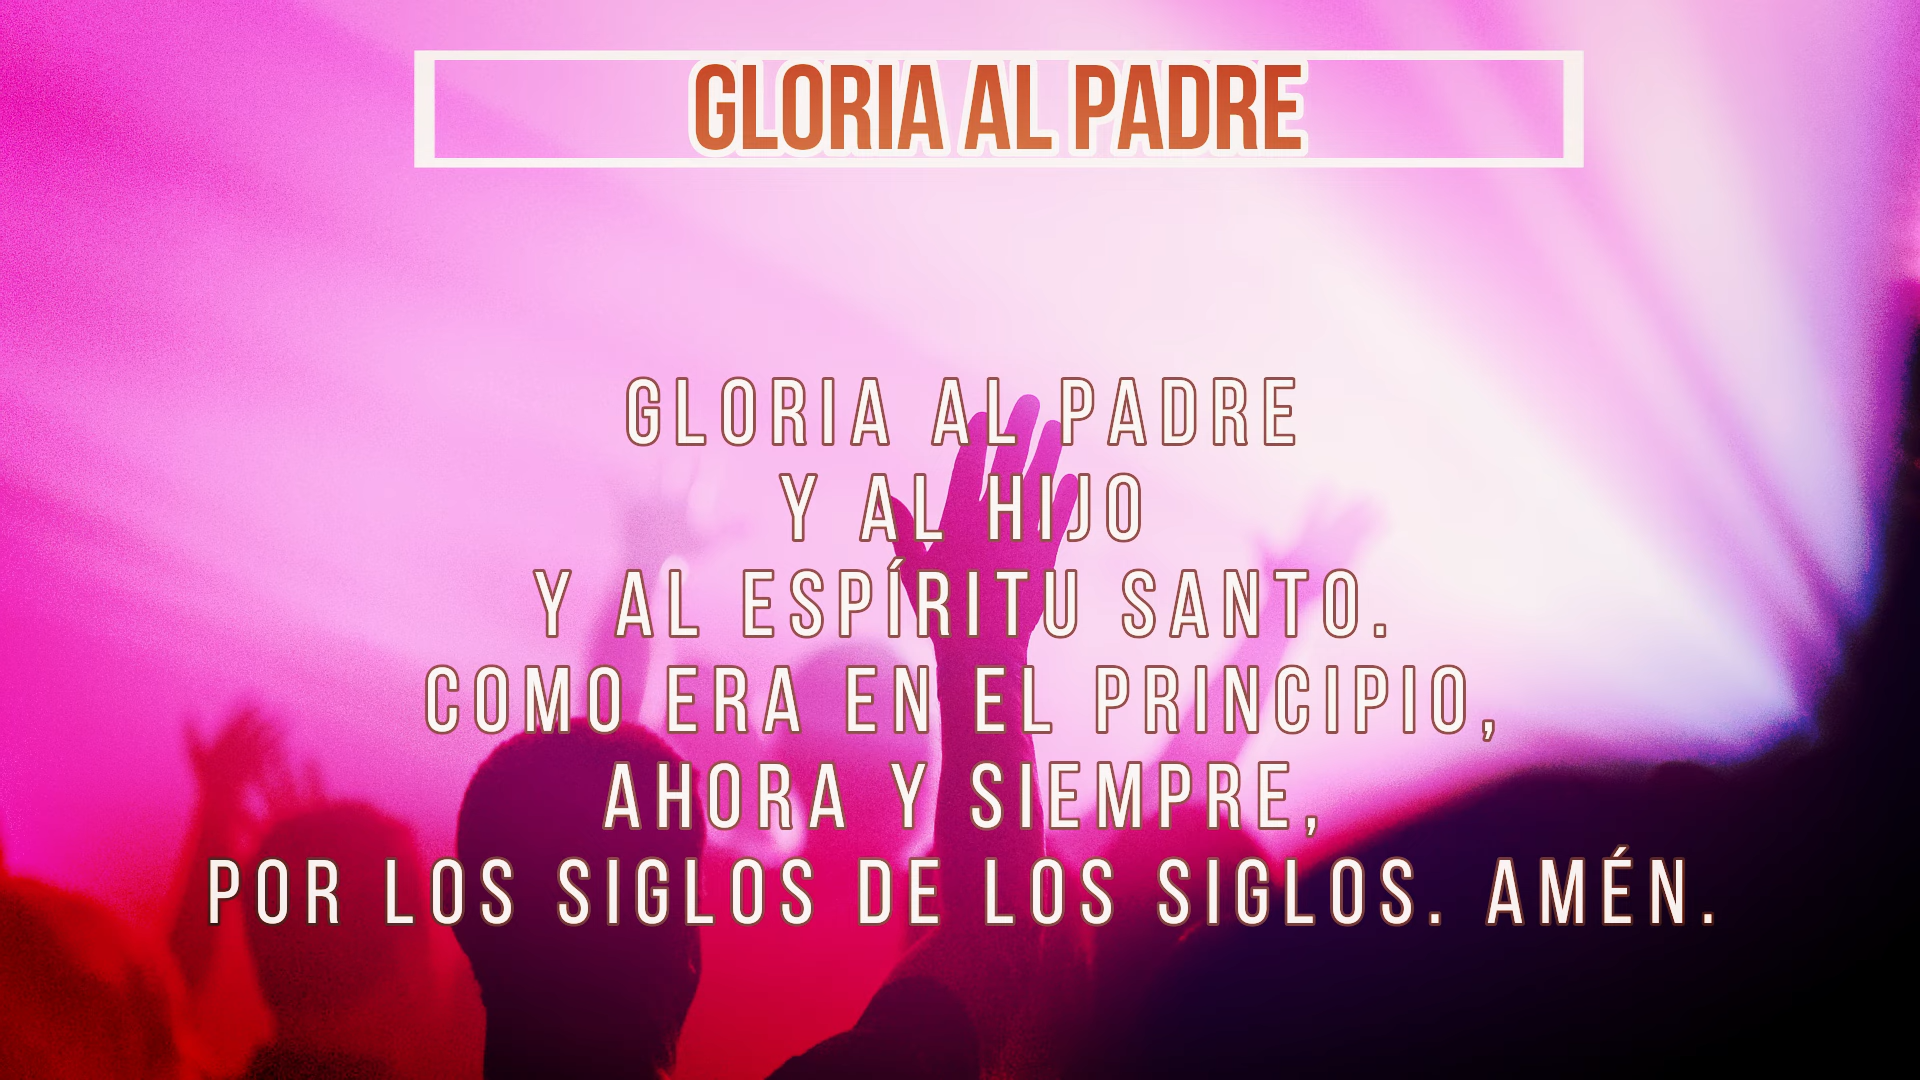 GLORIA AL PADRE
GLORIA AL PADRE
Y AL HIJO
Y AL ESPÍRITU SANTO.
COMO ERA EN EL PRINCIPIO,
AHORA Y SIEMPRE,
POR LOS SIGLOS DE LOS SIGLOS. AMÉN.